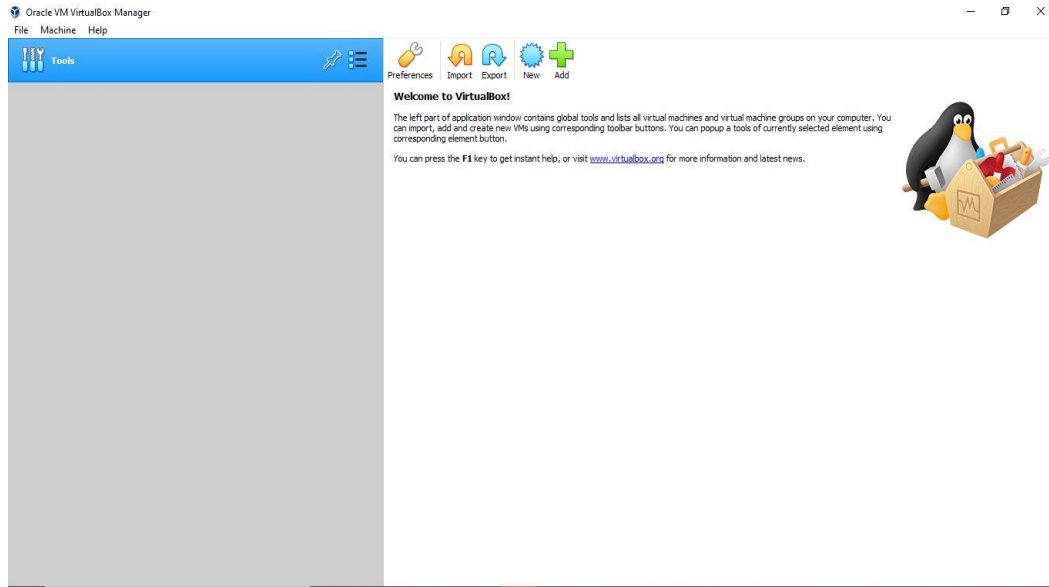 Oracle VM VirtualBox Manager
File Machine Help
Tools
Preferences Import Export New Add
Welcome to VirtualBox!
The left part of application window contains global tools and lists all virtual machines and virtual machine groups on your computer. You
can import, add and create new VMs using corresponding toolbar buttons. You can popup a tools of currently selected element using
corresponding element button.
You can press the F1 key to get instant help, or visit www.virtualbox.org for more information and latest news.